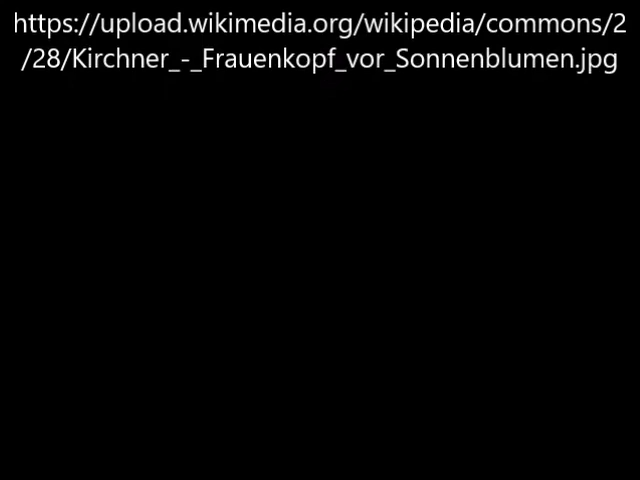 https://upload.wikimedia.org/wikipedia/commons/2
/28/Kirchner_-_Frauenkopf_vor_Sonnenblumen.jpg